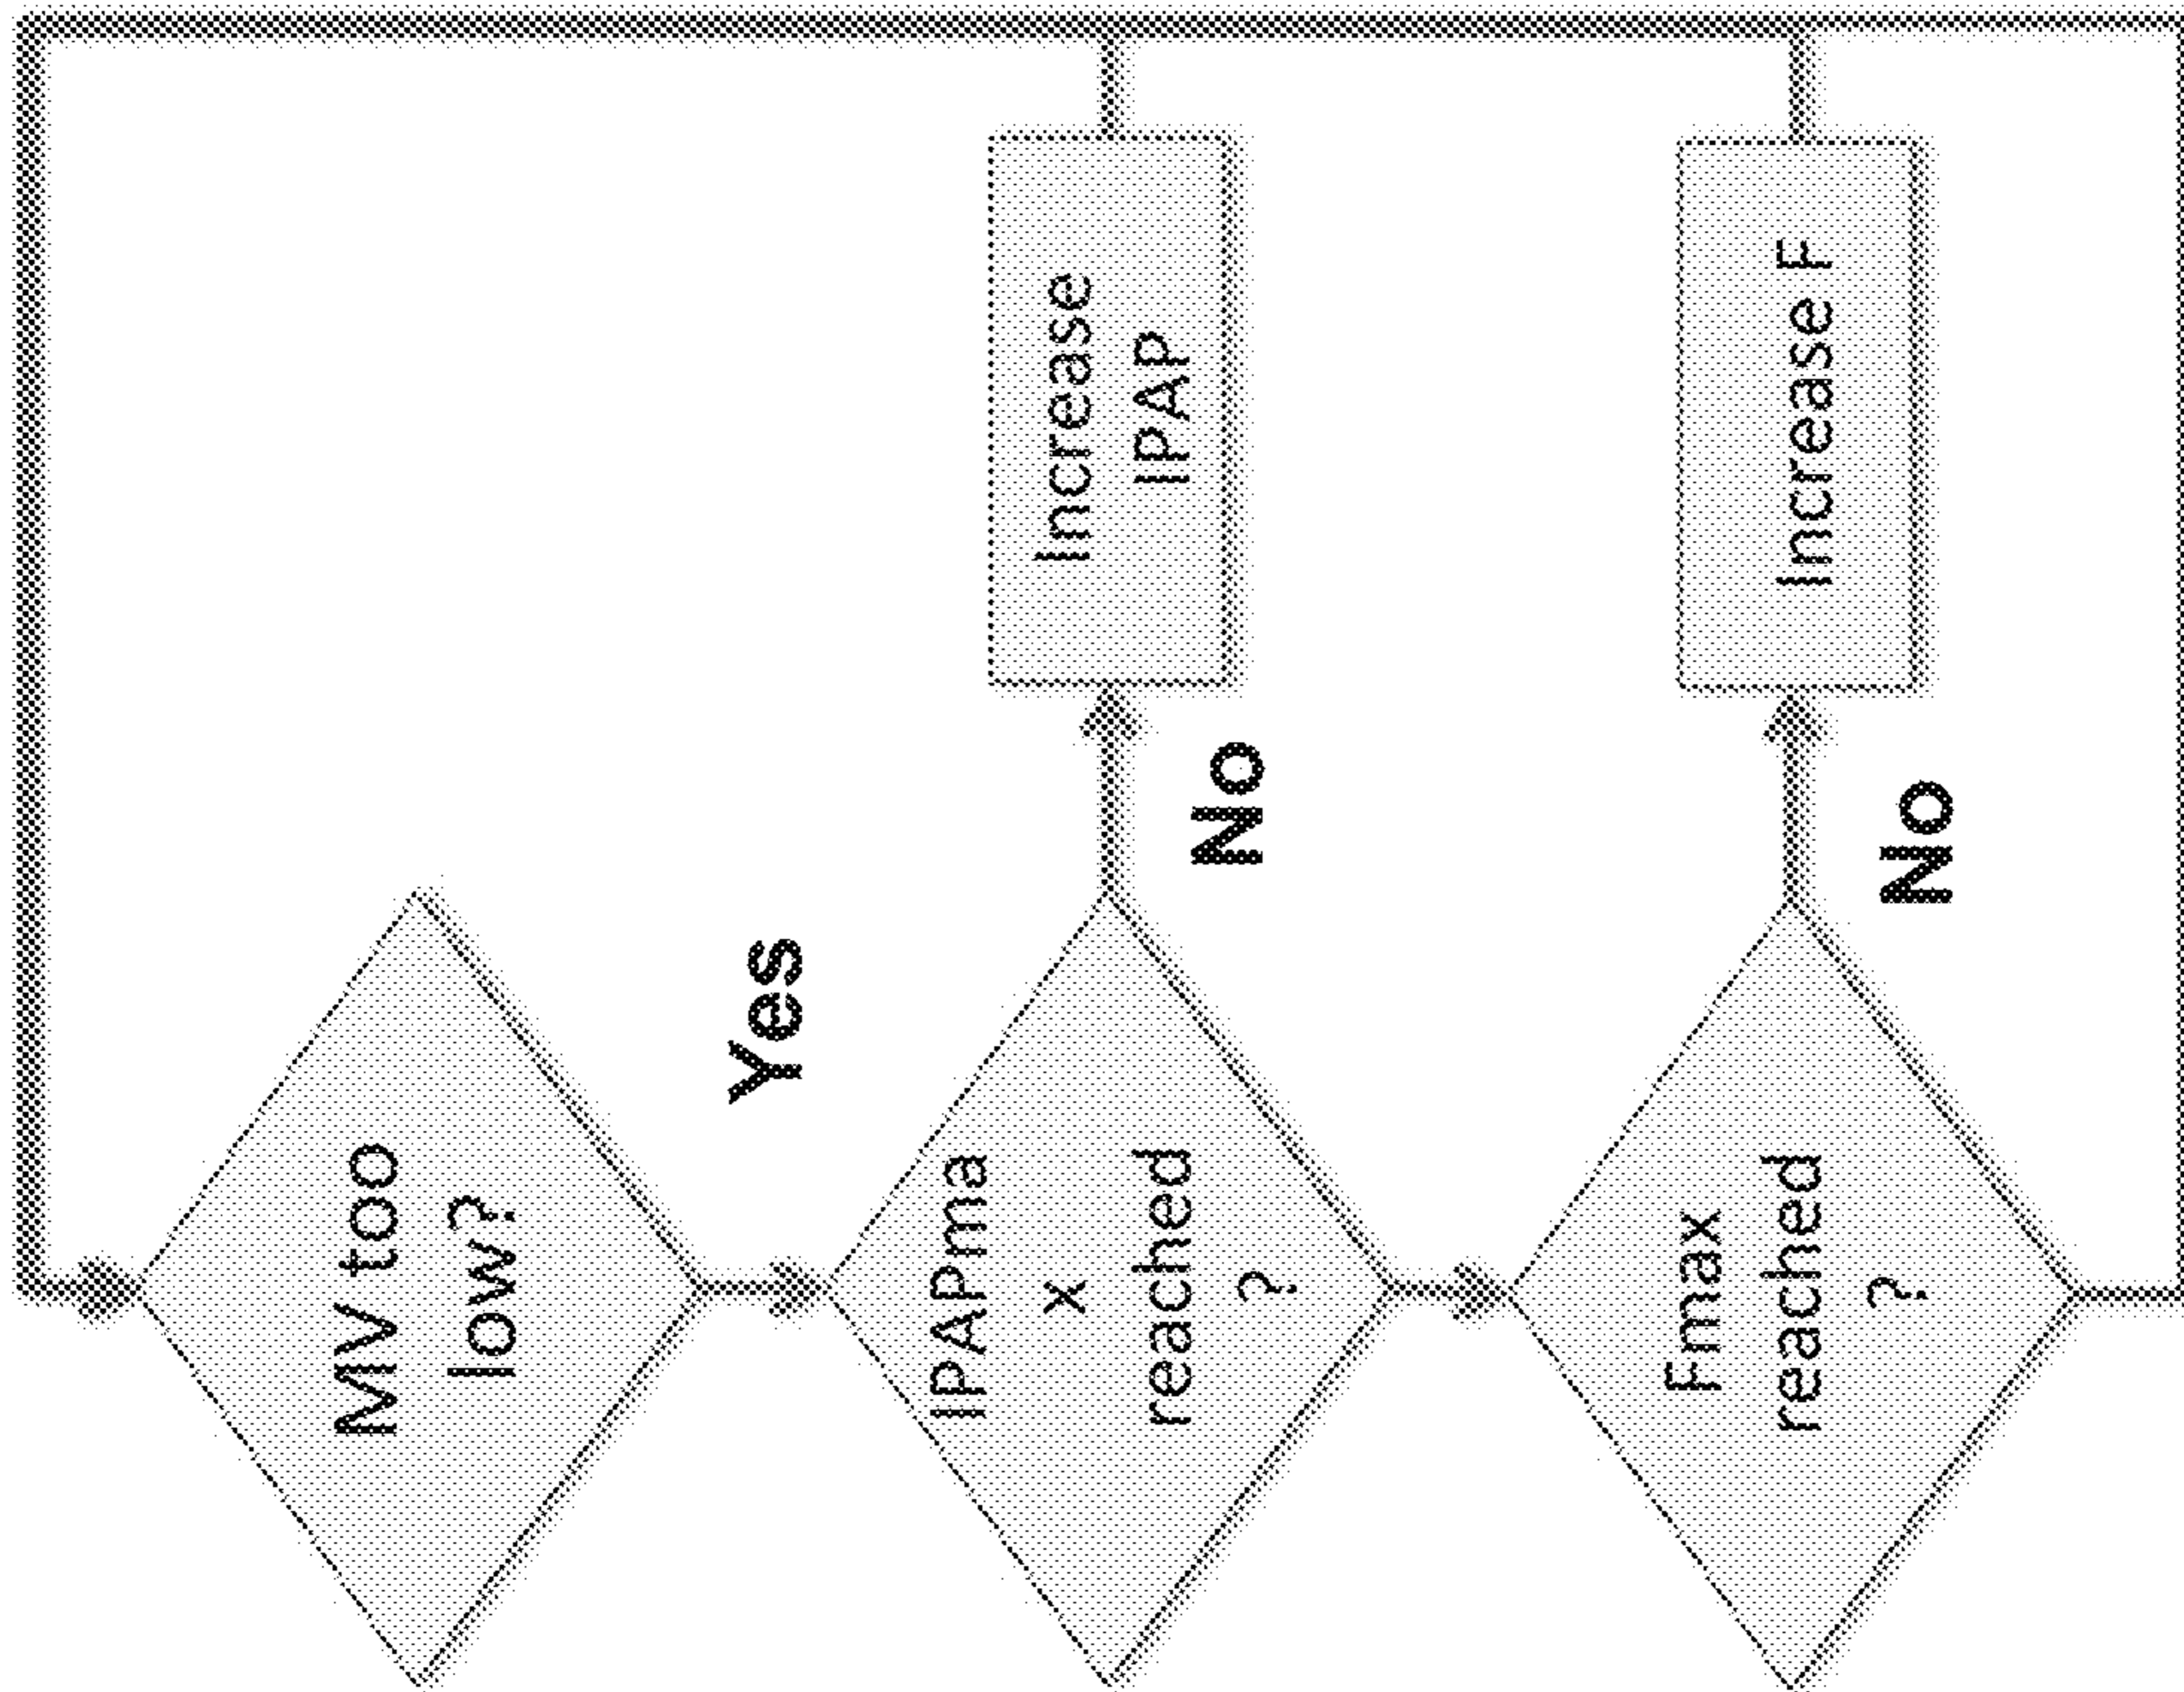 MV too
low?
Yes
IPAPma
x
reached
?
No
Increase
IPAP
Fmax
reached
?
No
Increase F